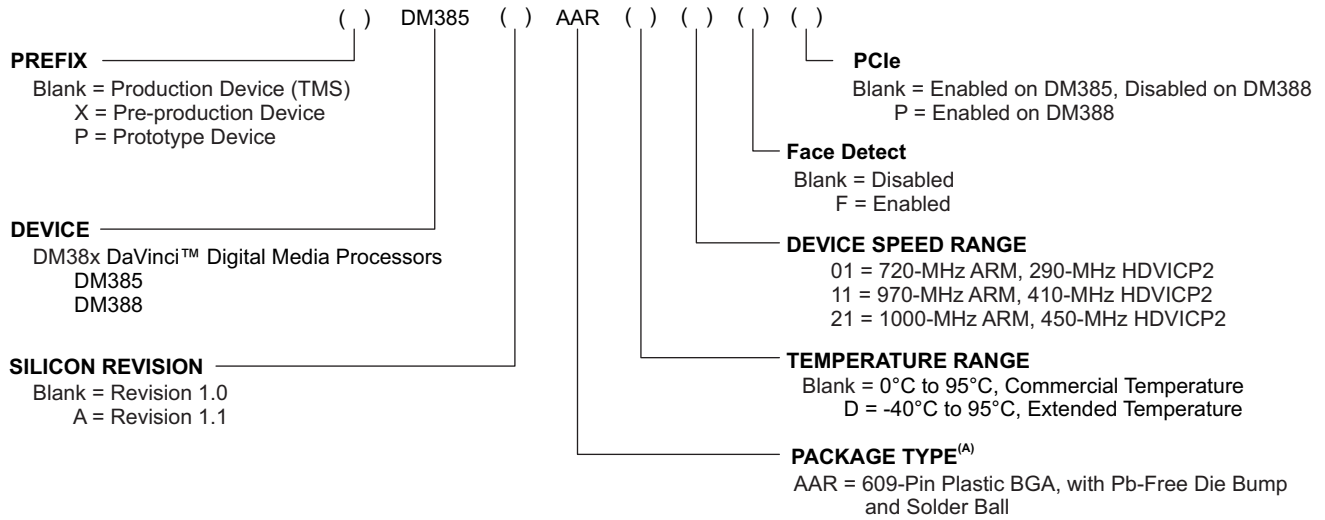 ( ) DM385 ( ) AAR ( ) ( ) ( ) ( )
PREFIX
Blank = Production Device (TMS)
X = Pre-production Device
P = Prototype Device
DEVICE
DM38x DaVinci™ Digital Media Processors
DM385
DM388
SILICON REVISION
Blank = Revision 1.0
A = Revision 1.1
PCIe
Blank = Enabled on DM385, Disabled on DM388
P = Enabled on DM388
Face Detect
Blank = Disabled
F = Enabled
DEVICE SPEED RANGE
01 = 720-MHz ARM, 290-MHz HDVICP2
11 = 970-MHz ARM, 410-MHz HDVICP2
21 = 1000-MHz ARM, 450-MHz HDVICP2
TEMPERATURE RANGE
Blank = 0°C to 95°C, Commercial Temperature
D = -40°C to 95°C, Extended Temperature
PACKAGE TYPE(A)
AAR = 609-Pin Plastic BGA, with Pb-Free Die Bump
and Solder Ball